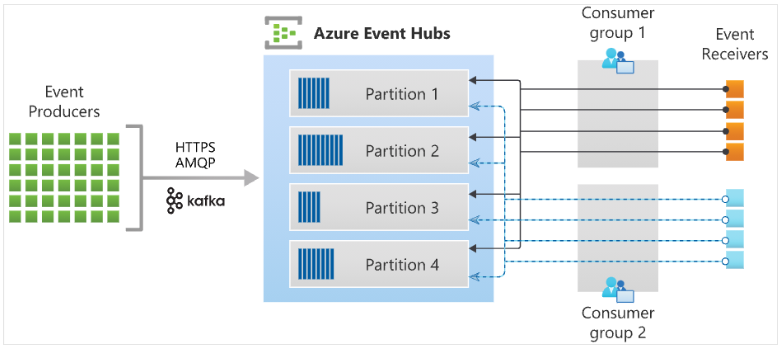 Event
Producers
HTTPS
AMQP
kafka
Azure Event Hubs
Partition 1
Partition 2
Partition 3
Partition 4
Consumer
group 1
Consumer
group 2
Event
Receivers